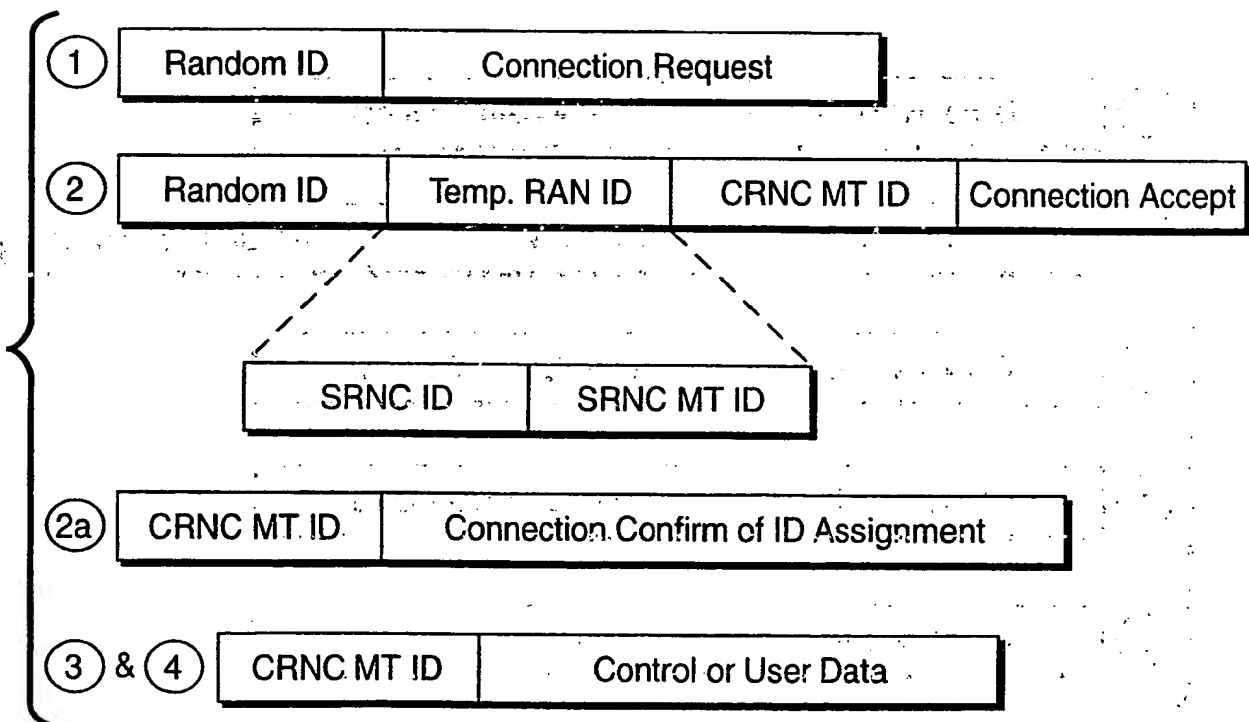 1 Random ID Connection Request
2 Random ID Temp. RAN ID CRNC MT ID Connection Accept
SRNC ID SRNC MT ID
2a CRNC MT ID Connection Confirm of ID Assignment
3 & 4 CRNC MT ID Control or User Data